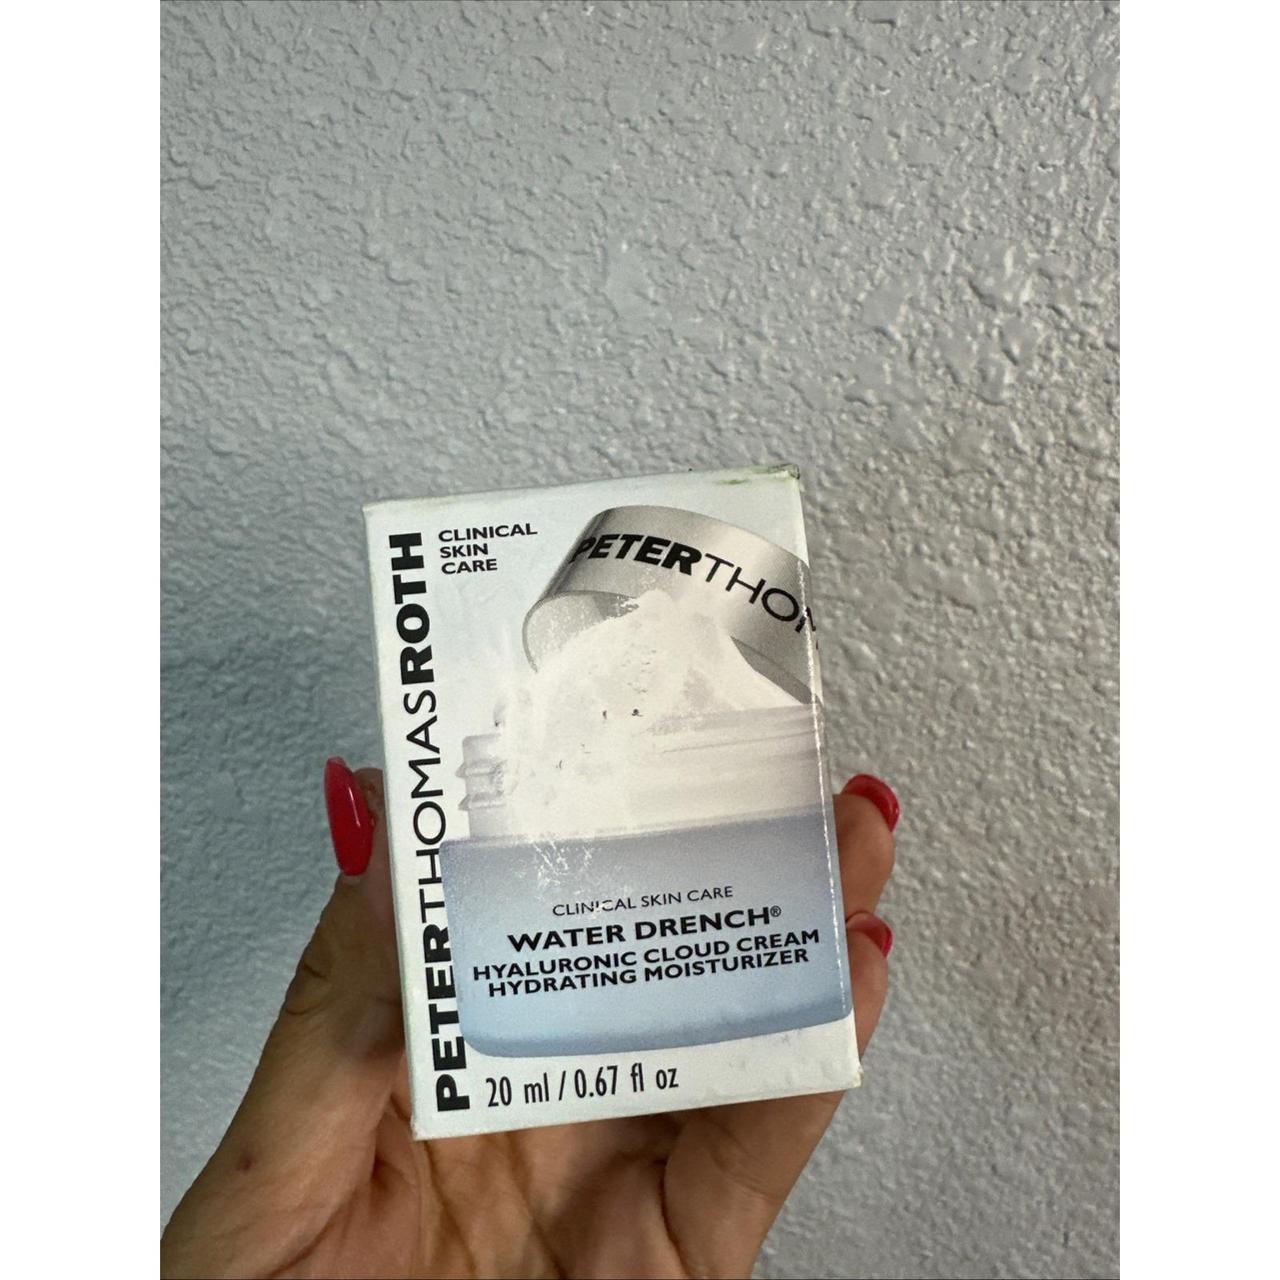 PETERTHOMASROTH
CLINICAL
SKIN
CARE
PETERTHOM
CLINICAL SKIN CARE
WATER DRENCH®
HYALURONIC CLOUD CREAM
HYDRATING MOISTURIZER
20 ml / 0.67 fl oz